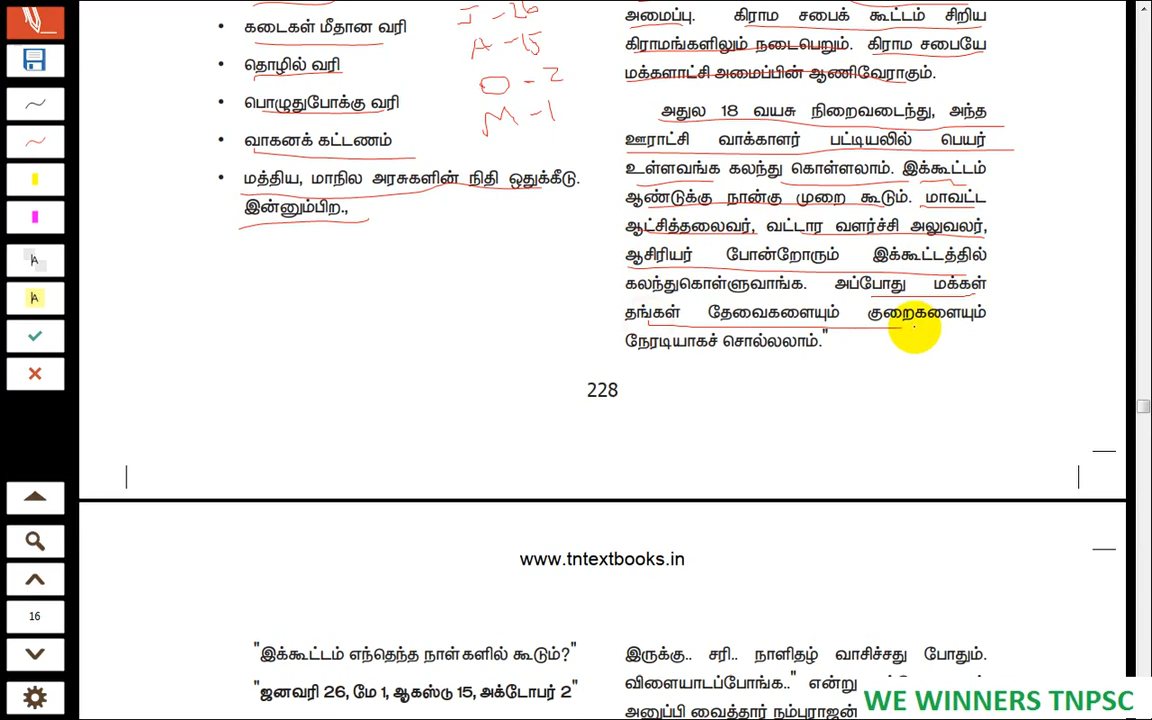 கடைகள் மீதான வரி
தொழில் வரி
பொழுதுபோக்கு வரி
வாகனக் கட்டணம்
மத்திய, மாநில அரசுகளின் நிதி ஒதுக்கீடு.
இன்னும்பிற.,
J - 26
A - 15
O - 2
M - 1
அமைப்பு. கிராம சபைக் கூட்டம் சிறிய
கிராமங்களிலும் நடைபெறும். கிராம சபையே
மக்களாட்சி அமைப்பின் ஆணிவேராகும்.
அதுல 18 வயசு நிறைவடைந்து, அந்த
ஊராட்சி வாக்காளர் பட்டியலில் பெயர்
உள்ளவங்க கலந்து கொள்ளலாம். இக்கூட்டம்
ஆண்டுக்கு நான்கு முறை கூடும். மாவட்ட
ஆட்சித்தலைவர், வட்டார வளர்ச்சி அலுவலர்,
ஆசிரியர் போன்றோரும் இக்கூட்டத்தில்
கலந்துகொள்ளுவாங்க. அப்போது மக்கள்
தங்கள் தேவைகளையும் குறைகளையும்
நேரடியாகச் சொல்லலாம்."
228
www.tntextbooks.in
"இக்கூட்டம் எந்தெந்த நாள்களில் கூடும்?"
"ஜனவரி 26, மே 1, ஆகஸ்டு 15, அக்டோபர் 2"
இருக்கு.. சரி.. நாளிதழ் வாசிச்சது போதும்.
விளையாடப்போங்க.." என்று
அனுப்பி வைத்தார் நம்புராஜன்
16
WE WINNERS TNPSC